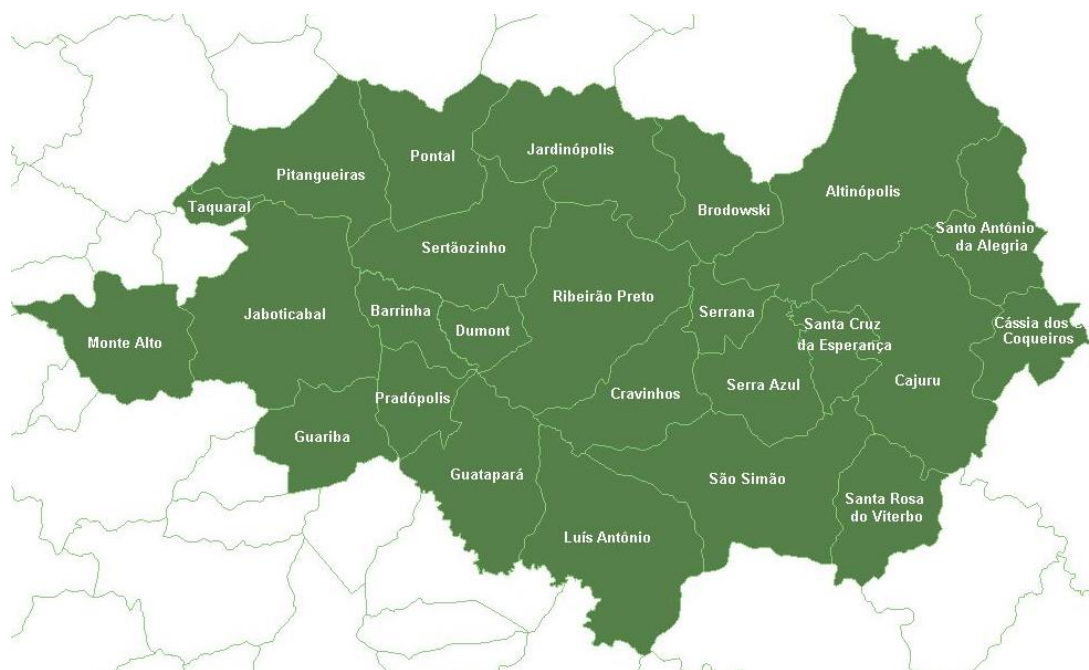 Jardinópolis
Pontal
Pitangueiras
Altinópolis
Taquaral
Brodowski
Santo Antônio
da Alegria
Sertãozinho
Ribeirão Preto
Barrinha
Serrana
Jaboticabal
Santa Cruz
da Esperança
Cássia dos
Coqueiros
Dumont
Monte Alto
Cajuru
Serra Azul
Cravinhos
Pradópolis
Guariba
Guatapará
São Simão
Santa Rosa
do Viterbo
Luís Antônio